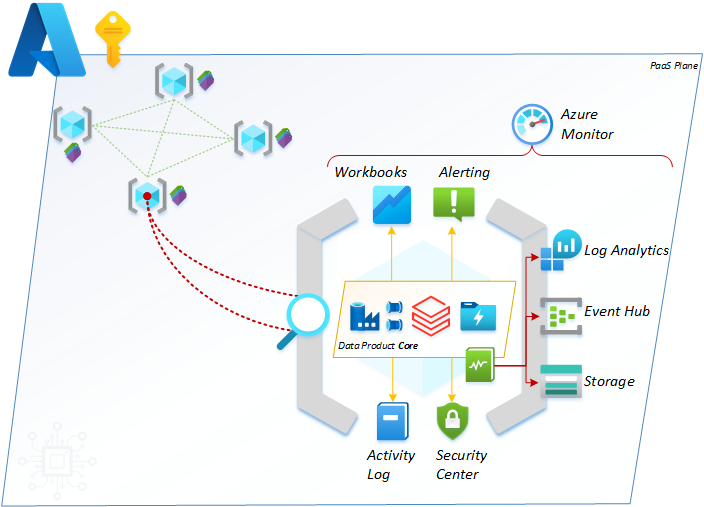 PaaS Plane
Azure
Monitor
Workbooks
Alerting
Log Analytics
Event Hub
Data Product Core
Storage
Activity
Log
Security
Center